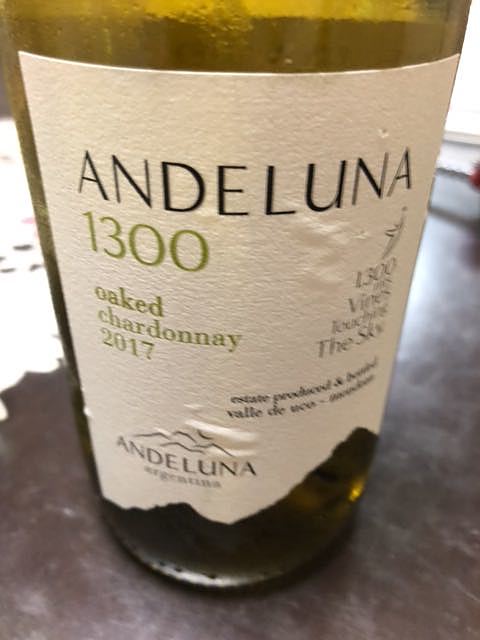 ANDELUNA
1300
oaked
chardonnay
2017
1300
mts
Vines
Touching
The Sky
estate produced & bottled
valle de uco - mendoza
ANDELUNA
argentina